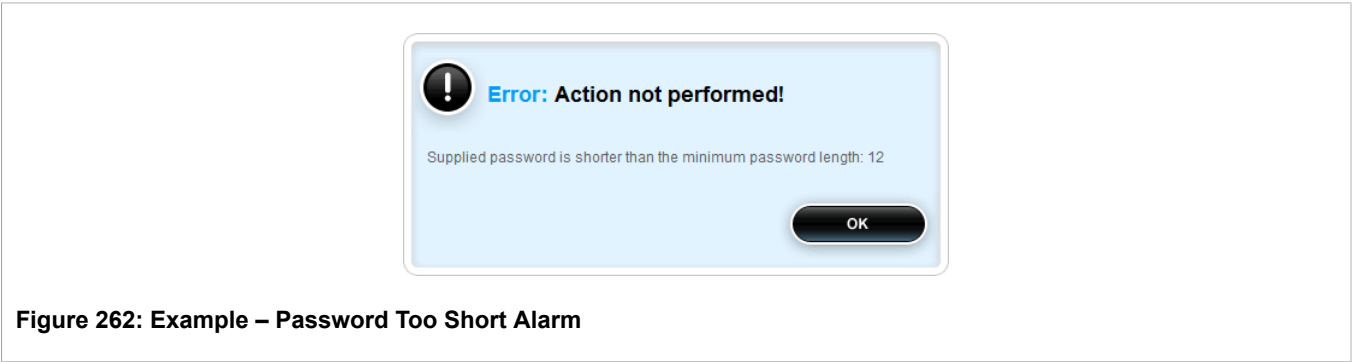 Error: Action not performed!
Supplied password is shorter than the minimum password length: 12
OK
Figure 262: Example – Password Too Short Alarm